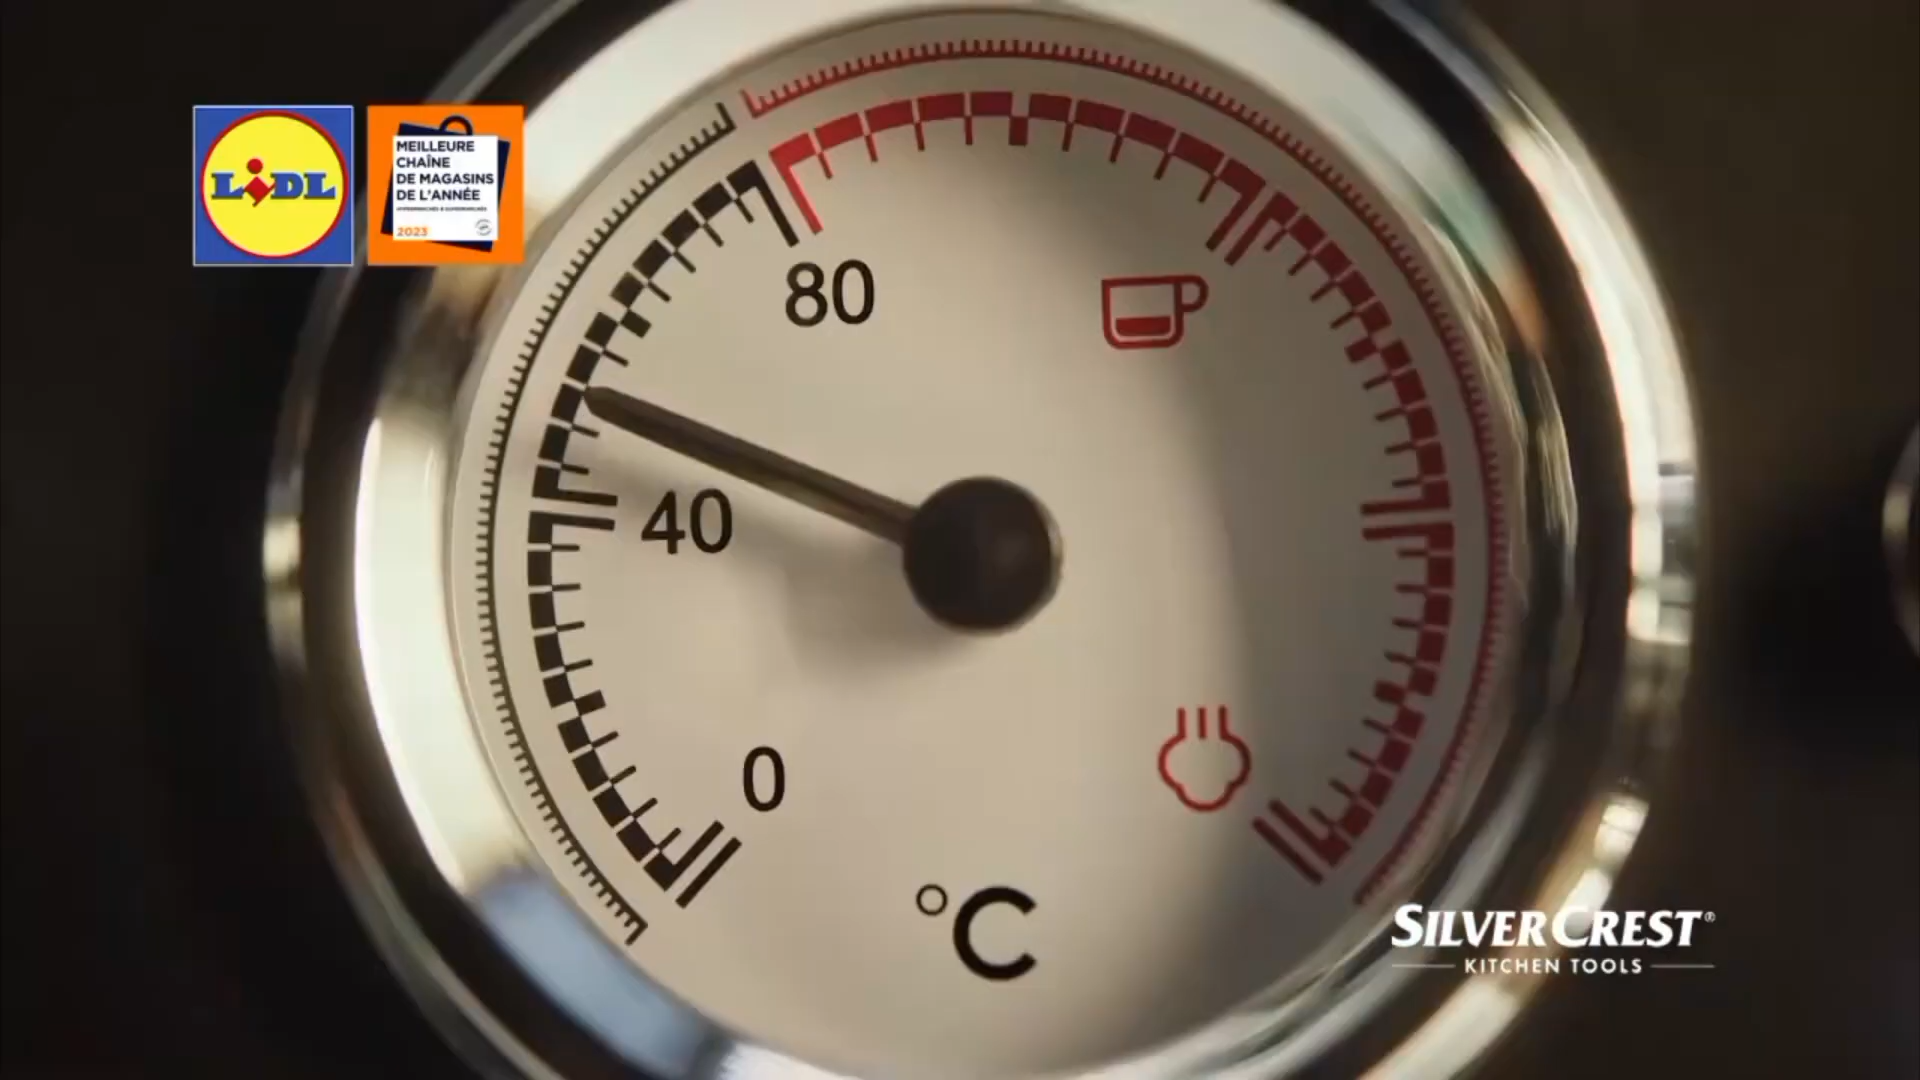 LIDL
MEILLEURE
CHAÎNE
DE MAGASINS
DE L'ANNÉE
2023
80
40
0
°C
SILVERCREST®
KITCHEN TOOLS